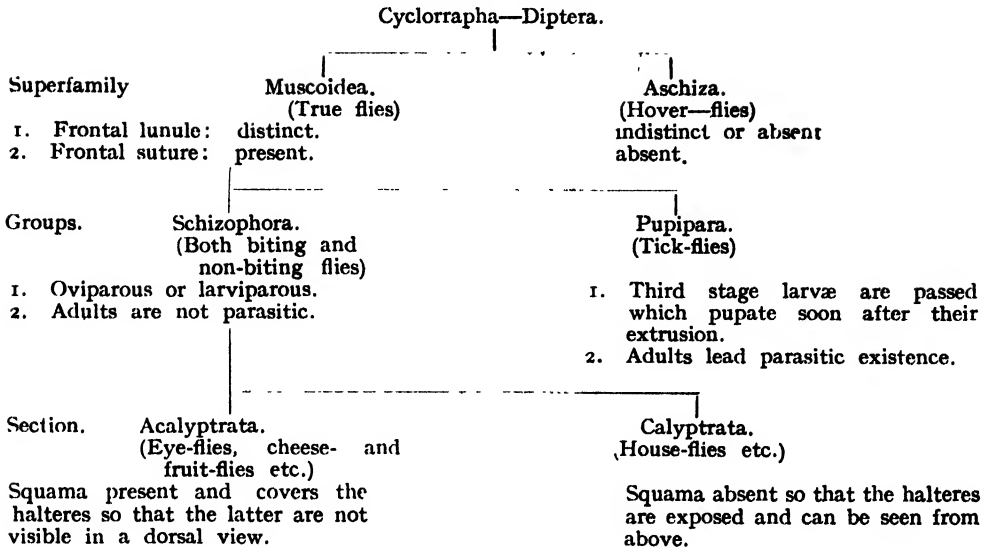 Cyclorrapha—Diptera.
Superfamily Muscoidea. Aschiza.
(True flies) (Hover—flies)
1. Frontal lunule: distinct. indistinct or absent
2. Frontal suture: present. absent.
Groups. Schizophora. Pupipara.
(Both biting and (Tick-flies)
non-biting flies)
1. Oviparous or larviparous.
2. Adults are not parasitic.
1. Third stage larvæ are passed
which pupate soon after their
extrusion.
2. Adults lead parasitic existence.
Section. Acalyptrata. Calyptrata.
(Eye-flies, cheese- and (House-flies etc.)
fruit-flies etc.)
Squama present and covers the
halteres so that the latter are not
visible in a dorsal view.
Squama absent so that the halteres
are exposed and can be seen from
above.